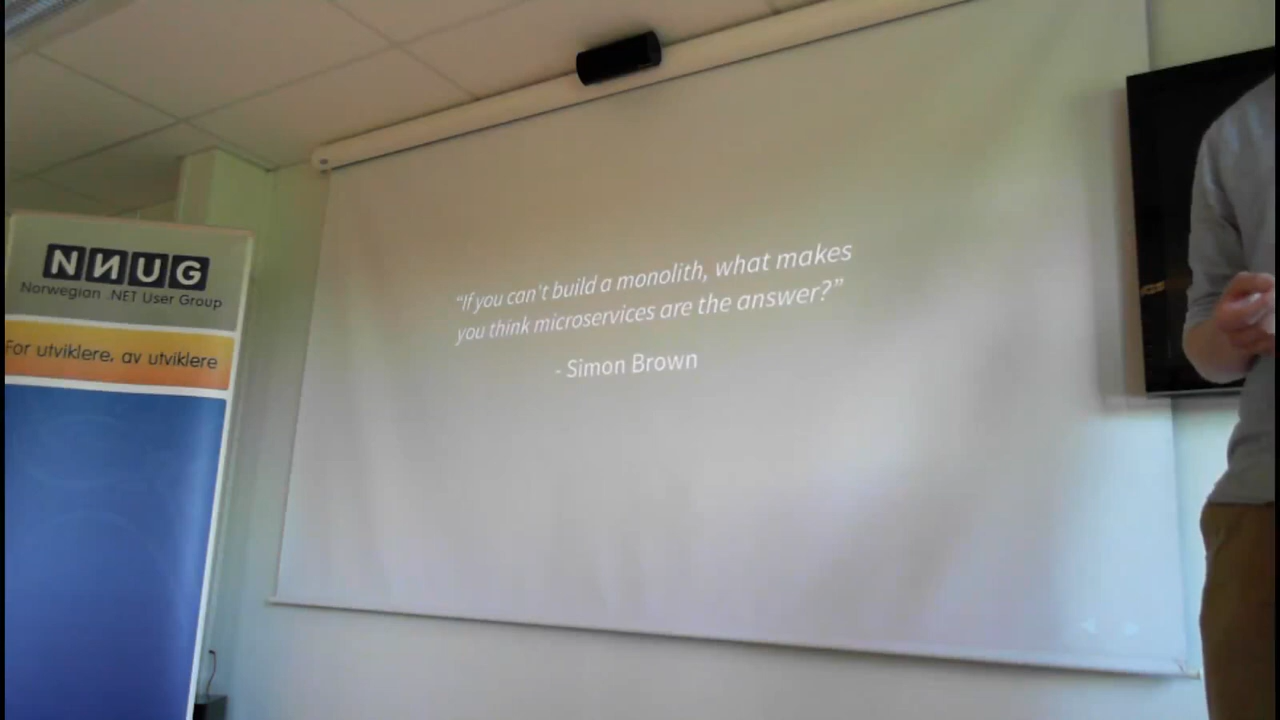 NNUG
Norwegian .NET User Group
For utviklere, av utviklere
“If you can't build a monolith, what makes
you think microservices are the answer?”
- Simon Brown